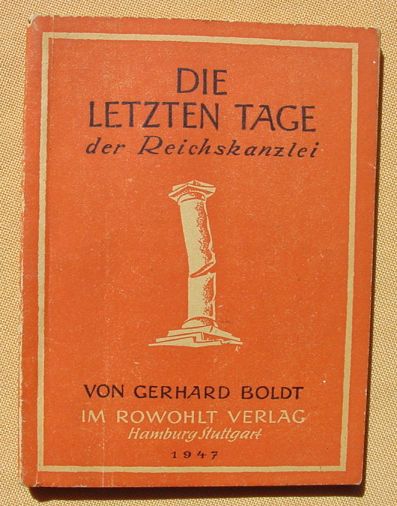 DIE
LETZTEN TAGE
der Reichskanzlei
VON GERHARD BOLDT
IM ROWOHLT VERLAG
Hamburg Stuttgart
1947